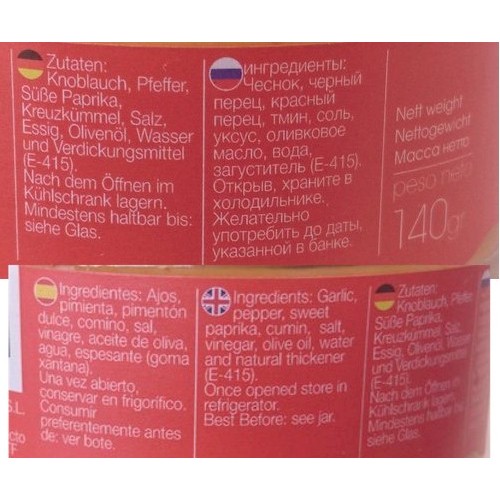 Zutaten:
Knoblauch, Pfeffer,
Süße Paprika,
Kreuzkümmel, Salz,
Essig, Olivenöl, Wasser
und Verdickungsmittel
(E-415).
Nach dem Öffnen im
Kühlschrank lagern.
Mindestens haltbar bis:
siehe Glas.
ингредиенты:
Чеснок, черный
перец, красный
перец, тмин, соль,
уксус, оливковое
масло, вода,
загуститель (E-415).
Открыв, храните в
холодильнике.
Желательно
употребить до даты,
указанной в банке.
Nett weight
Nettogewicht
Масса нетто
peso neto
140gr
Ingredientes: Ajos,
pimienta, pimentón
dulce, comino, sal,
vinagre, aceite de oliva,
agua, espesante (goma
xantana).
Una vez abierto,
conservar en frigorífico.
Consumir
preferentemente antes
de: ver bote.
Ingredients: Garlic,
pepper, sweet
paprika, cumin, salt,
vinegar, olive oil, water
and natural thickener
(E-415).
Once opened store in
refrigerator.
Best Before: see jar.
Zutaten:
Knoblauch, Pfeffe
Süße Paprika,
Kreuzkümmel, Salz,
Essig, Olivenöl, Wasser
und Verdickungsmittel
(E-415).
Nach dem Öffnen im
Kühlschrank lagern.
Mindestens haltbar bis
siehe Glas.
S.L.
cto